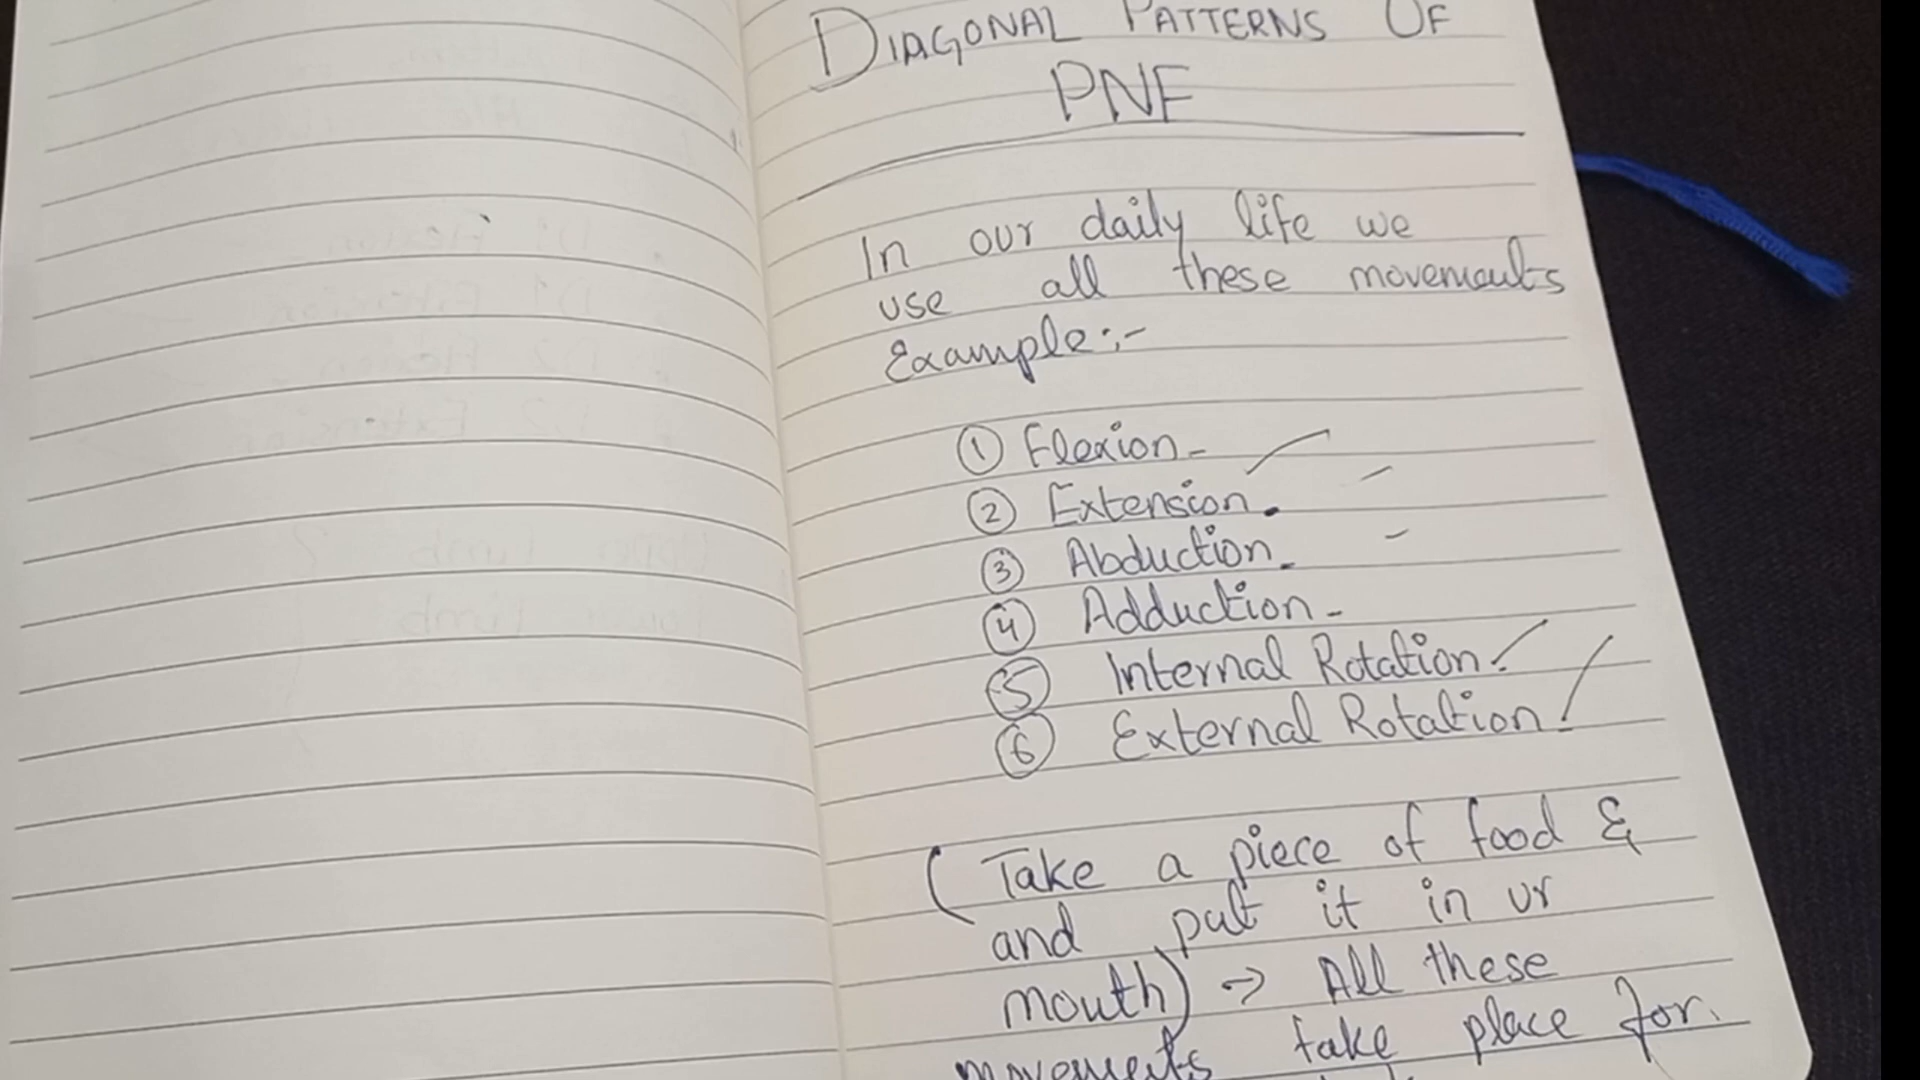 DIAGONAL PATTERNS OF
PNF
In our daily life we
use all these movements
Example:-
① Flexion-
② Extension.
③ Abduction-
④ Adduction-
⑤ Internal Rotation.
⑥ External Rotation.
(Take a piece of food &
and put it in ur
mouth) → All these
movements take place for.